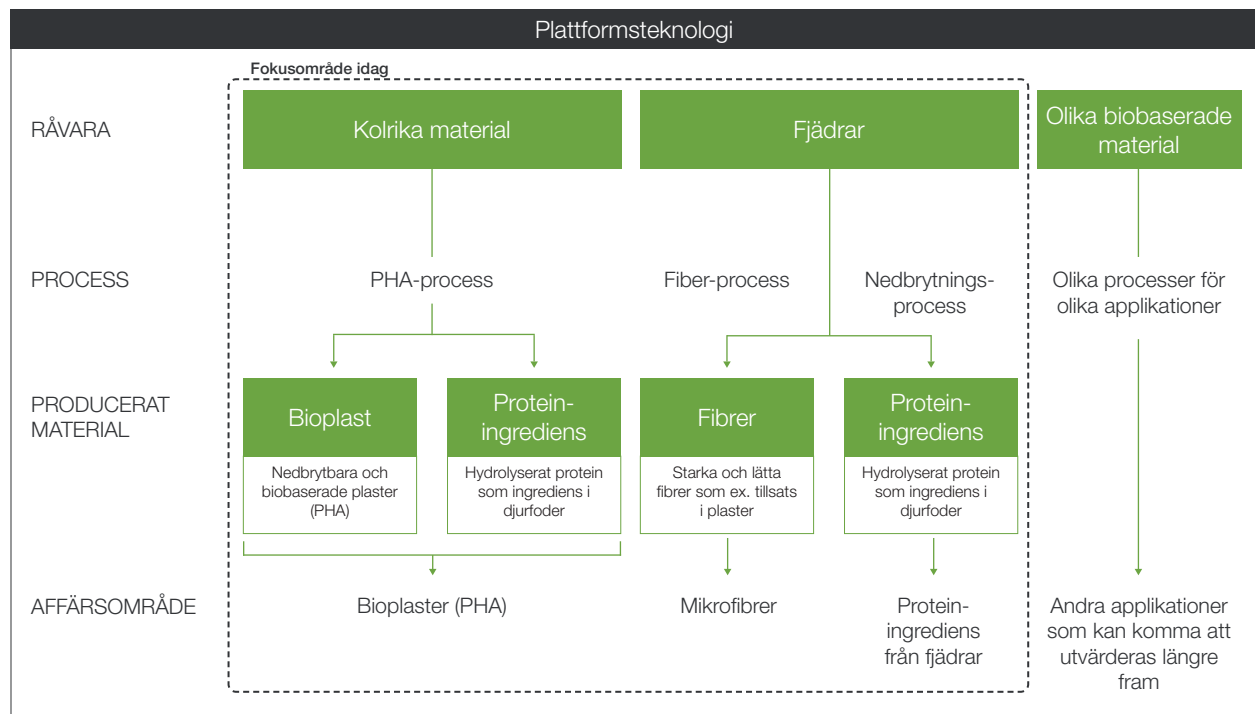 Plattformsteknologi
Fokusområde idag
RÅVARA
Kolrika material
Fjädrar
Olika biobaserade
material
PROCESS
PHA-process
Fiber-process
Nedbrytnings-
process
Olika processer för
olika applikationer
PRODUCERAT
MATERIAL
Bioplast
Nedbrytbara och
biobaserade plaster
(PHA)
Protein-
ingrediens
Hydrolyserat protein
som ingrediens i
djurfoder
Fibrer
Starka och lätta
fibrer som ex. tillsats
i plaster
Protein-
ingrediens
Hydrolyserat protein
som ingrediens i
djurfoder
AFFÄRSOMRÅDE
Bioplaster (PHA)
Mikrofibrer
Protein-
ingrediens
från fjädrar
Andra applikationer
som kan komma att
utvärderas längre
fram